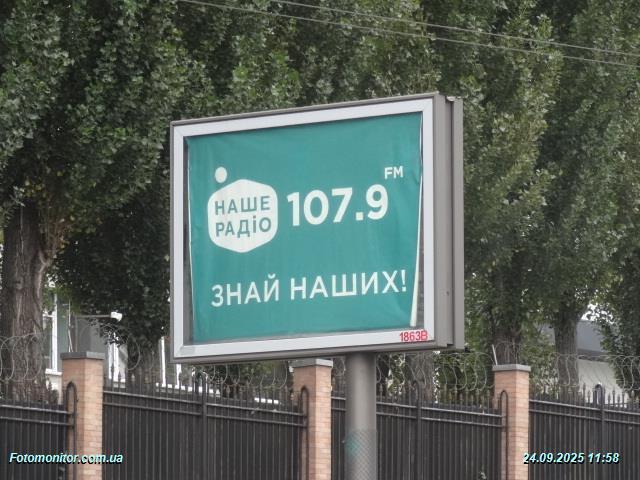 FM
НАШЕ 107.9
РАДІО
ЗНАЙ НАШИХ!
1863В
Fotomonitor.com.ua
24.09.2025 11:58